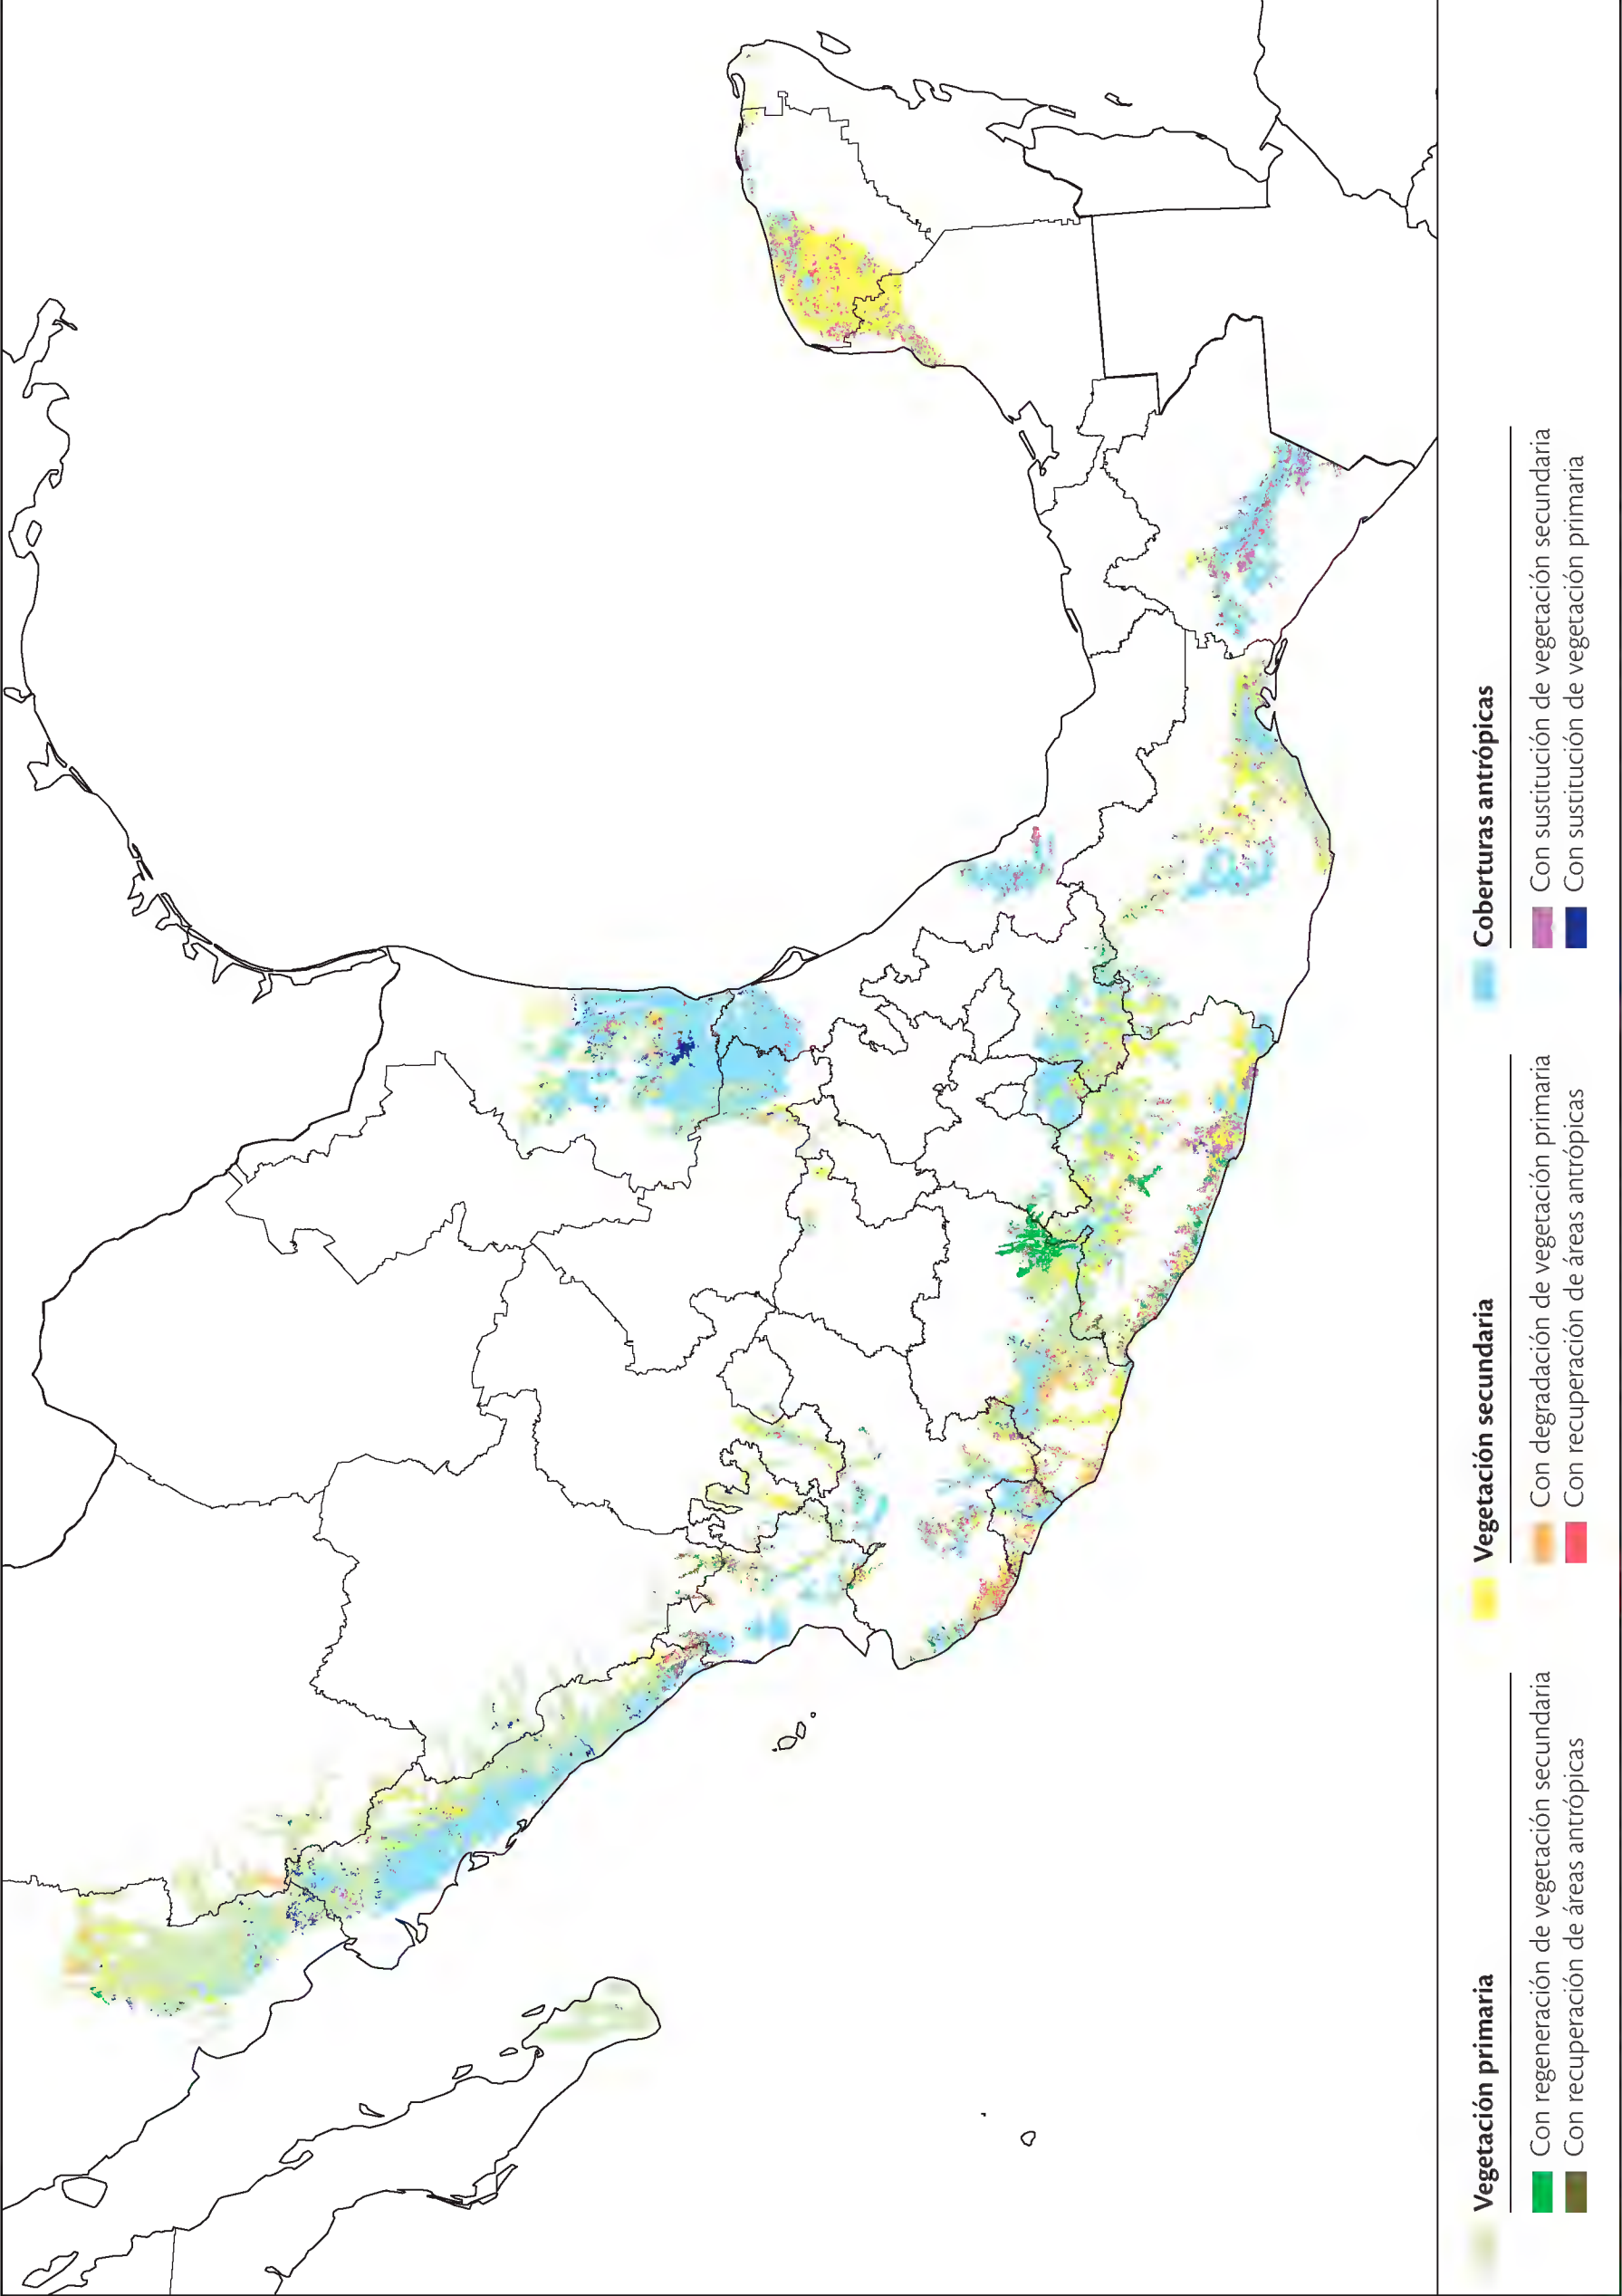 Vegetación primaria
Con regeneración de vegetación secundaria
Con recuperación de áreas antrópicas
Vegetación secundaria
Con degradación de vegetación primaria
Con recuperación de áreas antrópicas
Coberturas antrópicas
Con sustitución de vegetación secundaria
Con sustitución de vegetación primaria